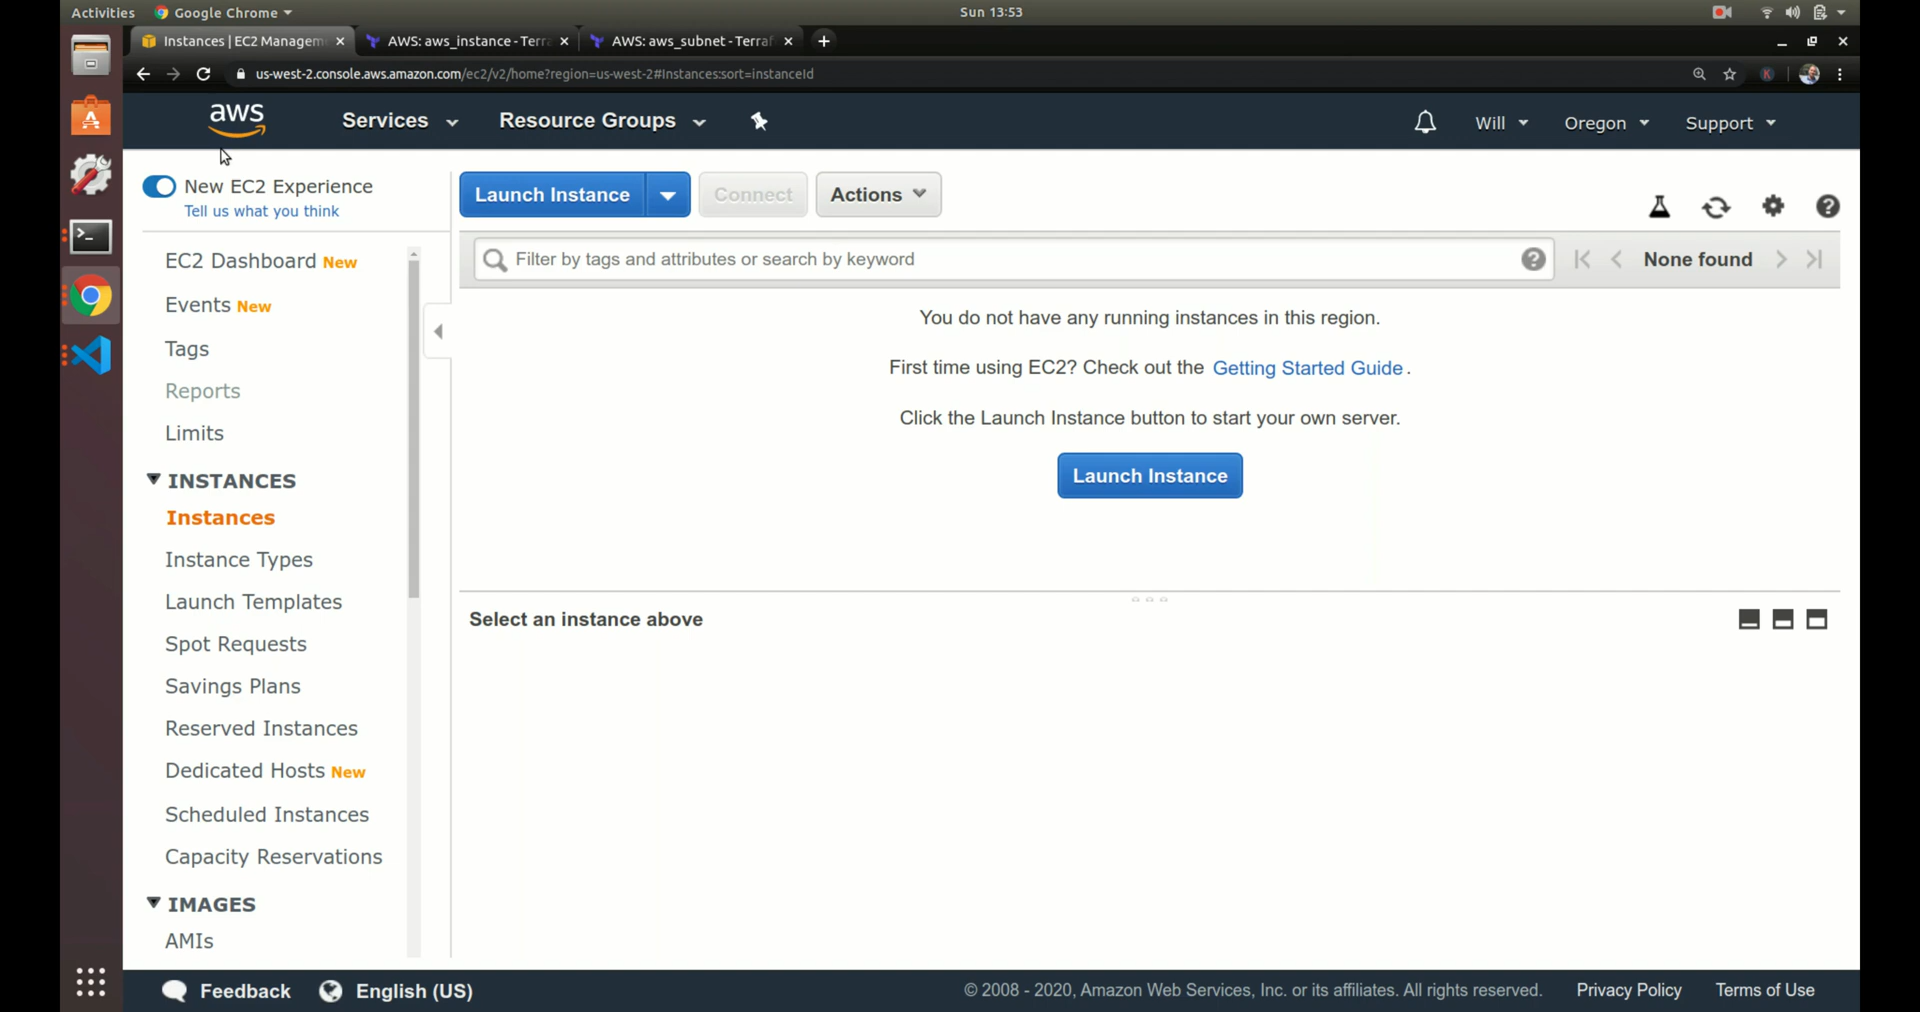 Activities Google Chrome Sun 13:53
Instances | EC2 Managem AWS: aws_instance - Terra AWS: aws_subnet - Terraf
us-west-2.console.aws.amazon.com/ec2/v2/home?region=us-west-2#Instances:sort=instanceId K
aws Services Resource Groups Will Oregon Support
New EC2 Experience
Tell us what you think
Launch Instance Connect Actions
EC2 Dashboard New
Filter by tags and attributes or search by keyword None found
Events New
You do not have any running instances in this region.
Tags
First time using EC2? Check out the Getting Started Guide.
Reports
Click the Launch Instance button to start your own server.
Limits
Launch Instance
INSTANCES
Instances
Instance Types
Launch Templates
Select an instance above
Spot Requests
Savings Plans
Reserved Instances
Dedicated Hosts New
Scheduled Instances
Capacity Reservations
IMAGES
AMIs
Feedback English (US) © 2008 - 2020, Amazon Web Services, Inc. or its affiliates. All rights reserved. Privacy Policy Terms of Use